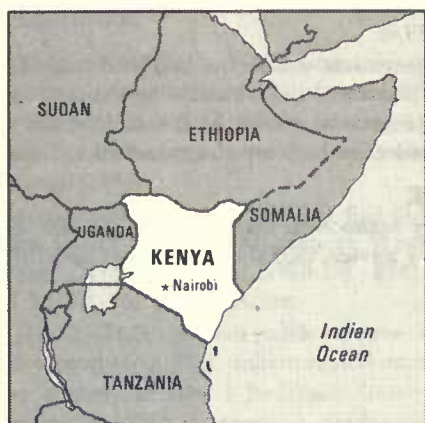 SUDAN
ETHIOPIA
SOMALIA
UGANDA
KENYA
★ Nairobi
Indian
Ocean
TANZANIA